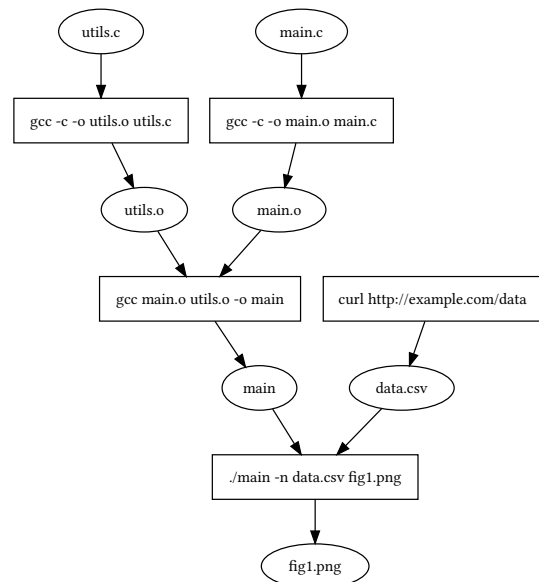 utils.c
main.c
gcc -c -o utils.o utils.c
gcc -c -o main.o main.c
utils.o
main.o
gcc main.o utils.o -o main
curl http://example.com/data
main
data.csv
./main -n data.csv fig1.png
fig1.png